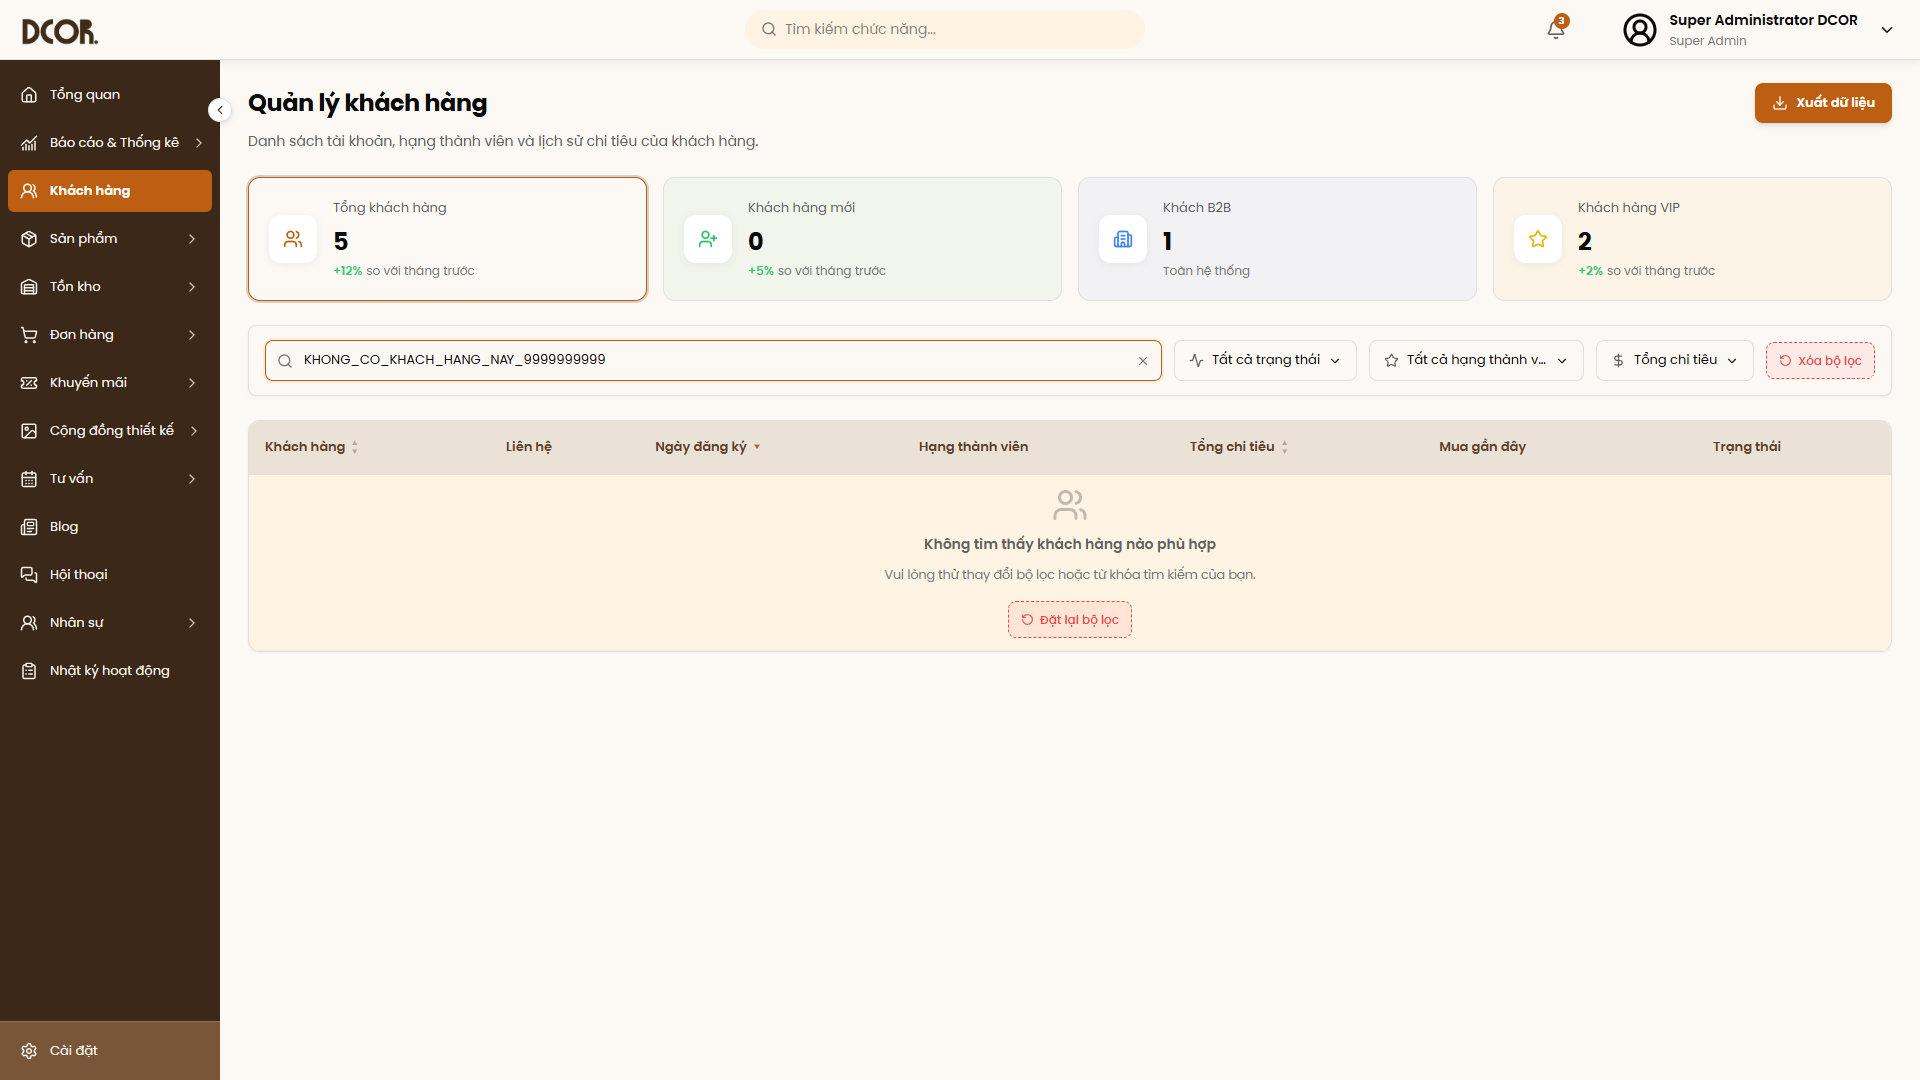 DCOR.
Tìm kiếm chức năng...
3
Super Administrator DCOR
Super Admin
Tổng quan
Báo cáo & Thống kê
Khách hàng
Sản phẩm
Tồn kho
Đơn hàng
Khuyến mãi
Cộng đồng thiết kế
Tư vấn
Blog
Hội thoại
Nhân sự
Nhật ký hoạt động
Cài đặt
Quản lý khách hàng
Danh sách tài khoản, hạng thành viên và lịch sử chi tiêu của khách hàng.
Xuất dữ liệu
Tổng khách hàng
5
+12% so với tháng trước
Khách hàng mới
0
+5% so với tháng trước
Khách B2B
1
Toàn hệ thống
Khách hàng VIP
2
+2% so với tháng trước
KHONG_CO_KHACH_HANG_NAY_9999999999
Tất cả trạng thái
Tất cả hạng thành v...
Tổng chi tiêu
Xóa bộ lọc
Khách hàng Liên hệ Ngày đăng ký Hạng thành viên Tổng chi tiêu Mua gần đây Trạng thái
Không tìm thấy khách hàng nào phù hợp
Vui lòng thử thay đổi bộ lọc hoặc từ khóa tìm kiếm của bạn.
Đặt lại bộ lọc